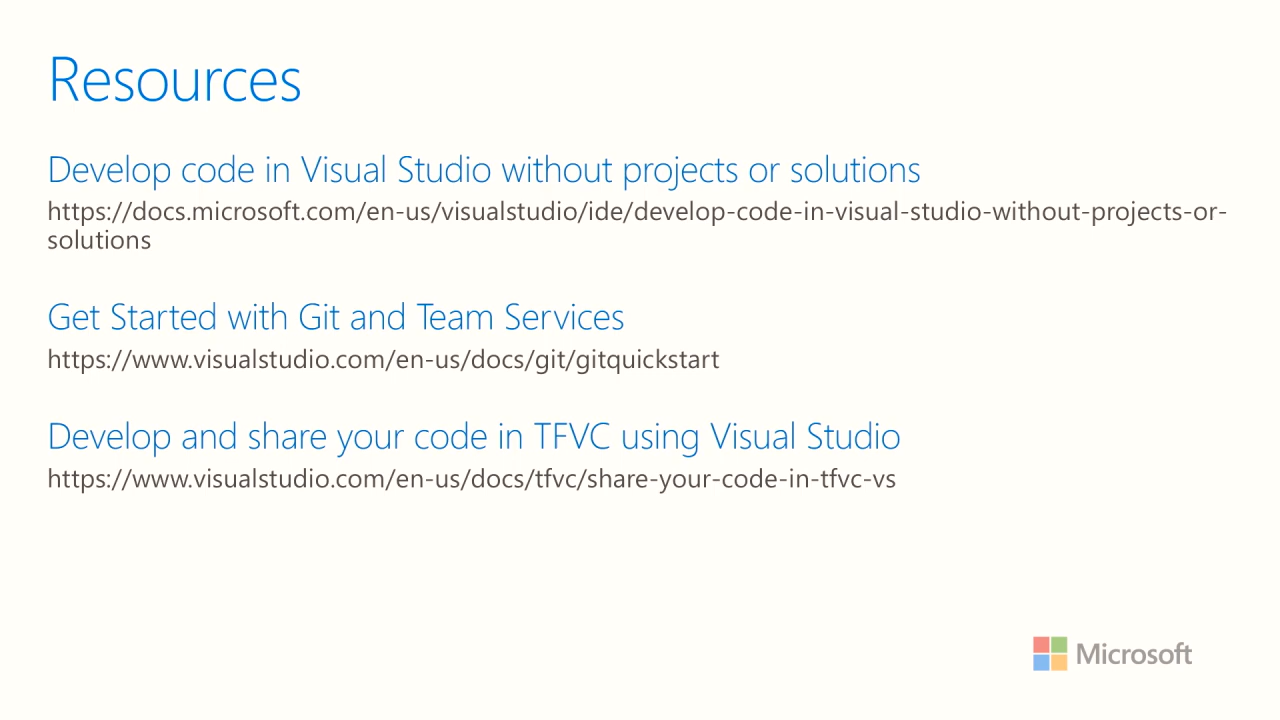 Resources
Develop code in Visual Studio without projects or solutions
https://docs.microsoft.com/en-us/visualstudio/ide/develop-code-in-visual-studio-without-projects-or-
solutions
Get Started with Git and Team Services
https://www.visualstudio.com/en-us/docs/git/gitquickstart
Develop and share your code in TFVC using Visual Studio
https://www.visualstudio.com/en-us/docs/tfvc/share-your-code-in-tfvc-vs
Microsoft